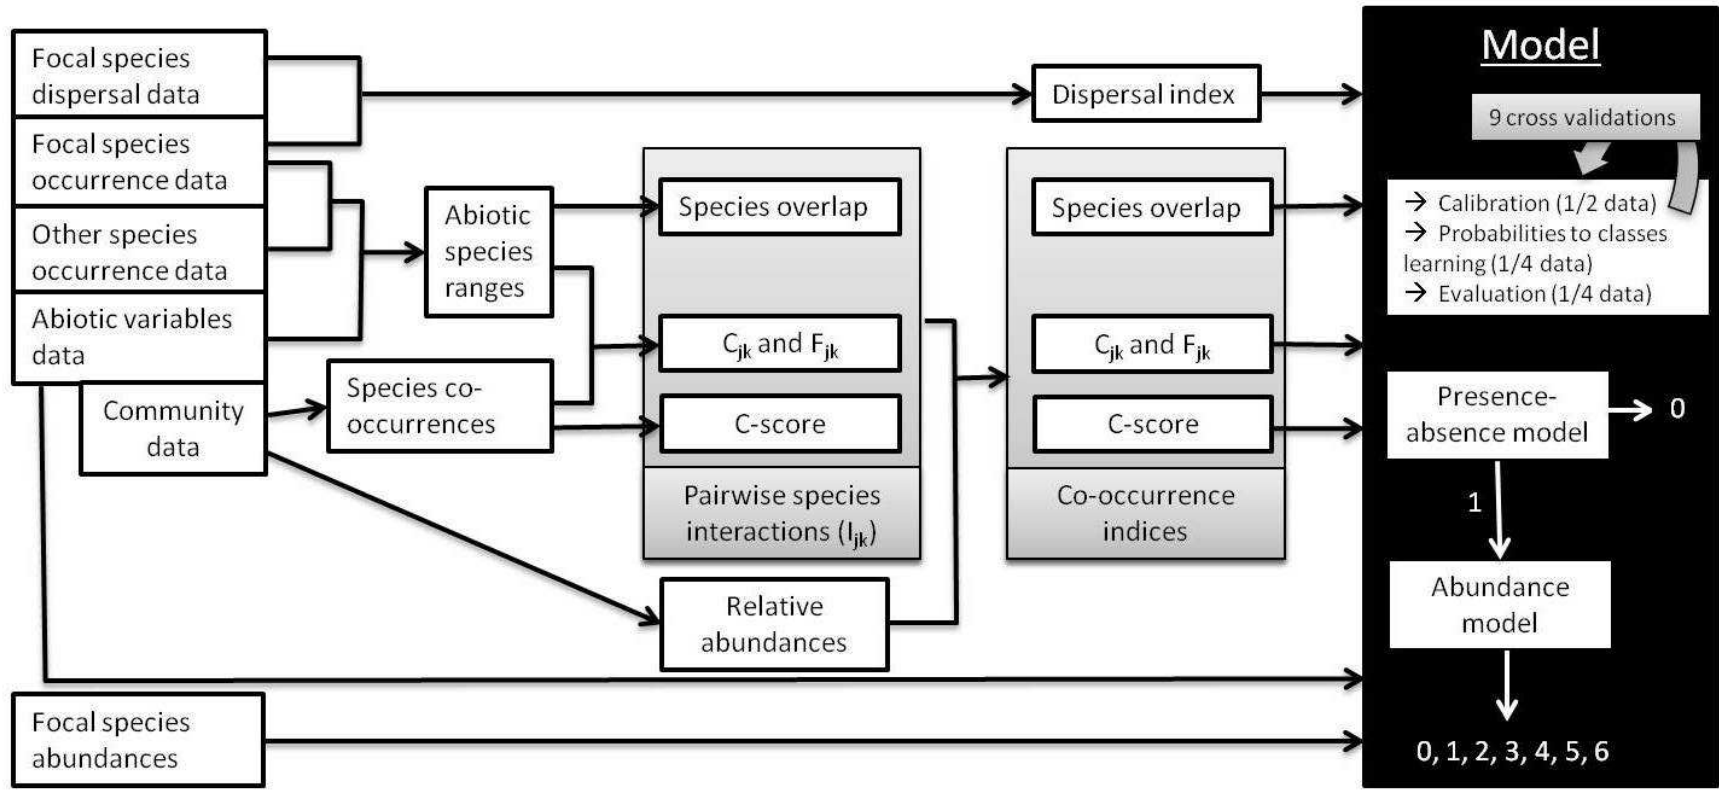 Focal species
dispersal data
Focal species
occurrence data
Other species
occurrence data
Abiotic variables
data
Community
data
Focal species
abundances
Abiotic
species
ranges
Species co-
occurrences
Species overlap
Cjk and Fjk
C-score
Pairwise species
interactions (Ijk)
Relative
abundances
Dispersal index
Species overlap
Cjk and Fjk
C-score
Co-occurrence
indices
Model
9 cross validations
→ Calibration (1/2 data)
→ Probabilities to classes
learning (1/4 data)
→ Evaluation (1/4 data)
Presence-
absence model
0
1
Abundance
model
0, 1, 2, 3, 4, 5, 6